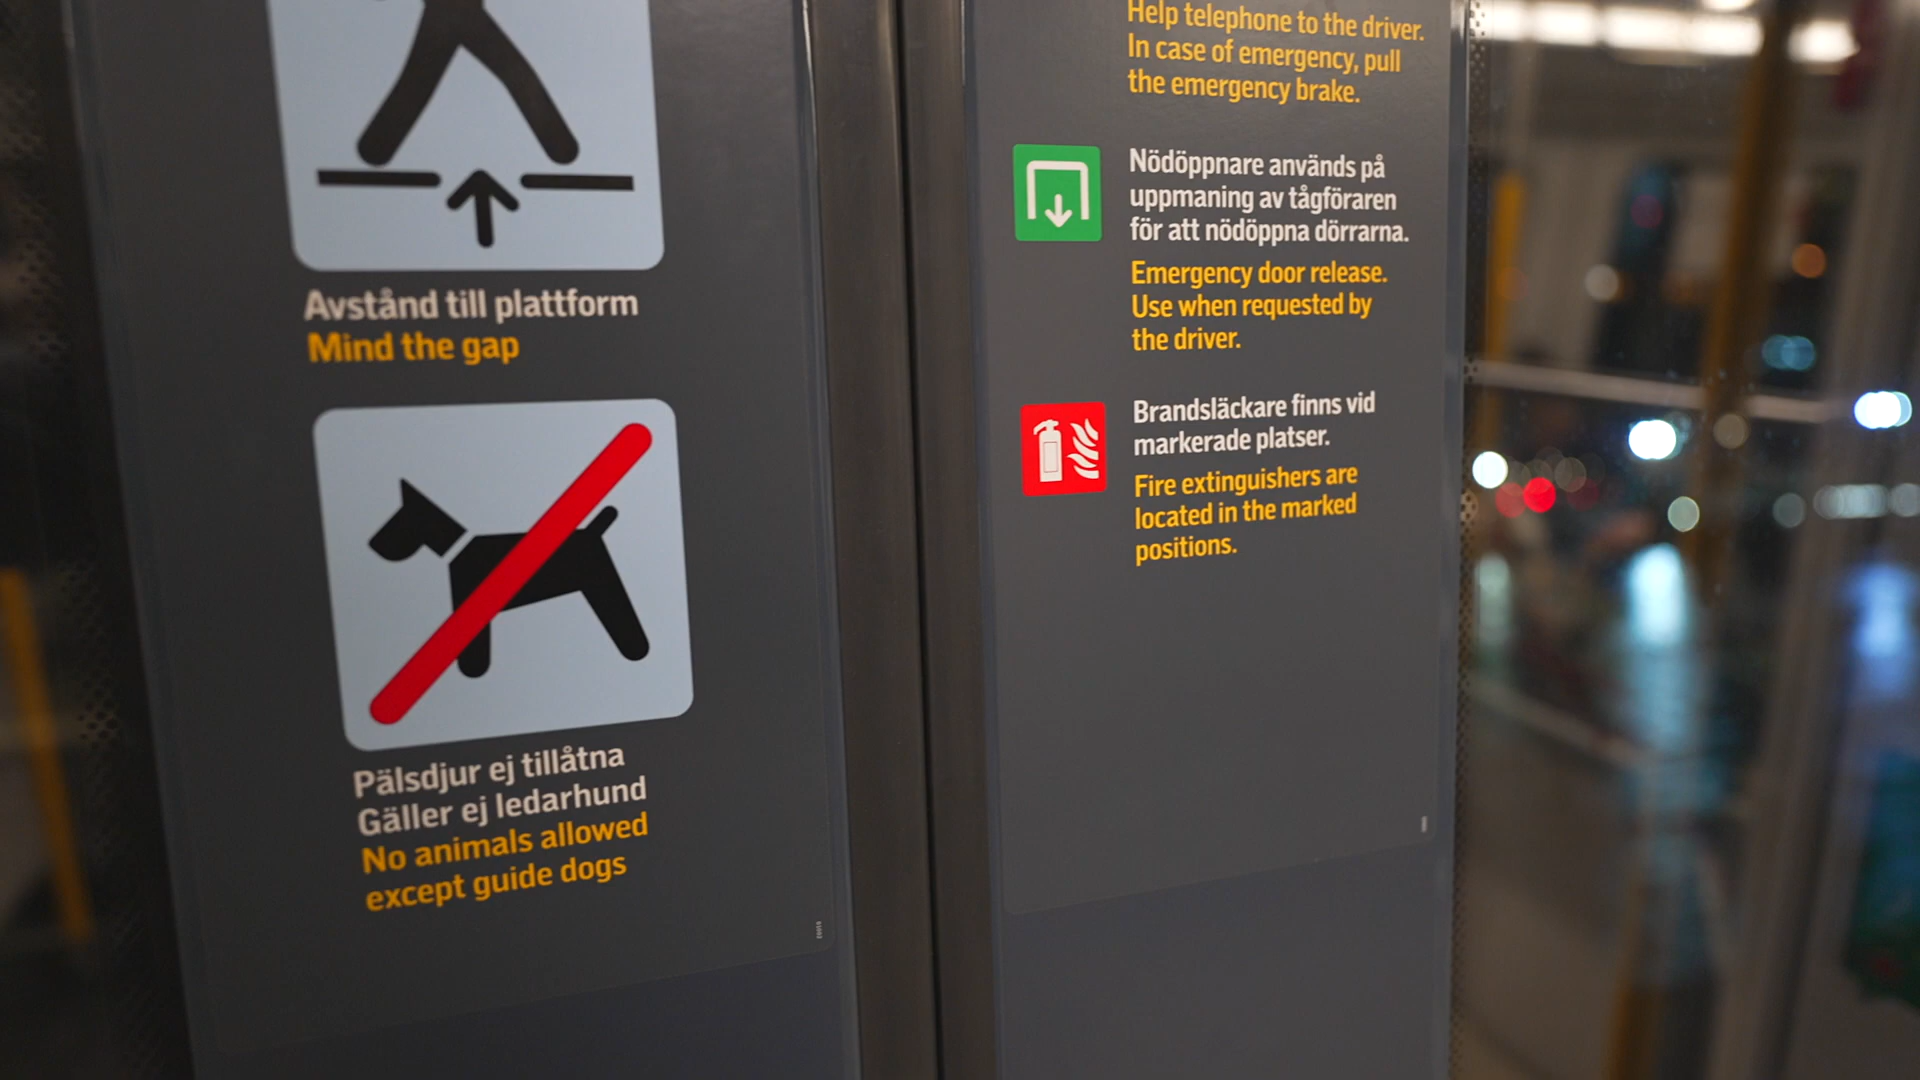 Avstånd till plattform
Mind the gap
Pälsdjur ej tillåtna
Gäller ej ledarhund
No animals allowed
except guide dogs
Help telephone to the driver.
In case of emergency, pull
the emergency brake.
Nödöppnare används på
uppmaning av tågföraren
för att nödöppna dörrarna.
Emergency door release.
Use when requested by
the driver.
Brandsläckare finns vid
markerade platser.
Fire extinguishers are
located in the marked
positions.